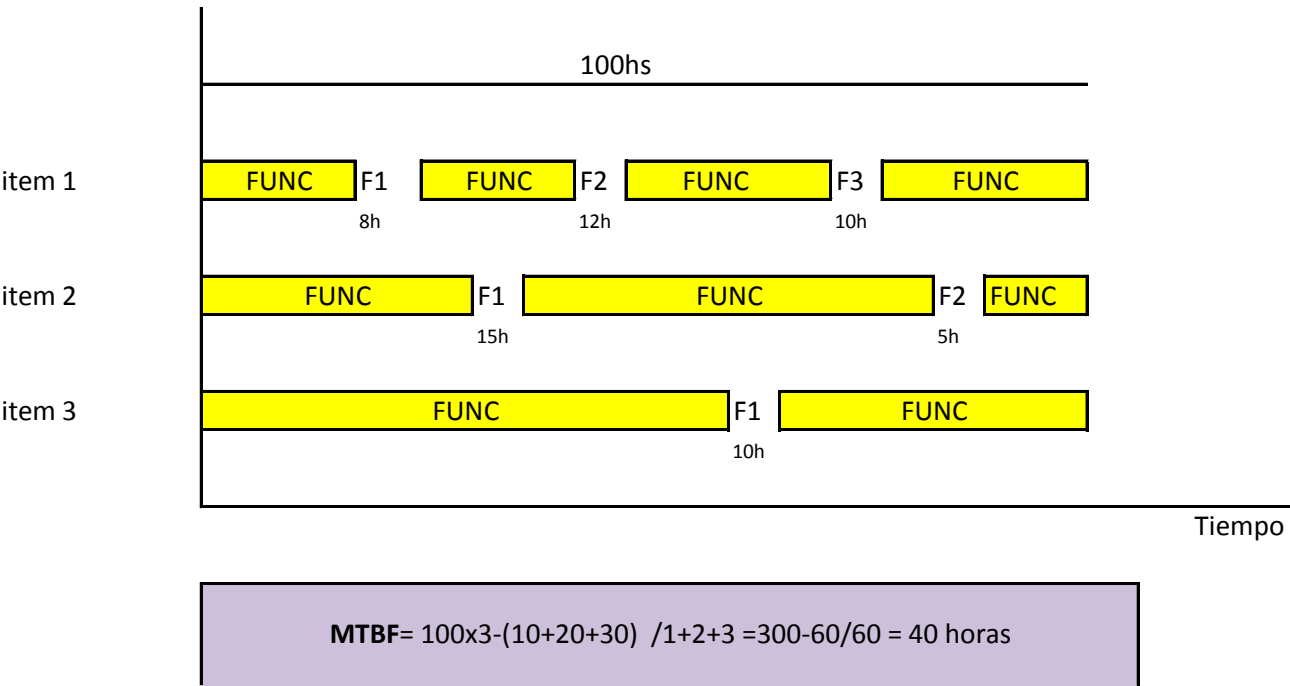 100hs
item 1 FUNC F1 FUNC F2 FUNC F3 FUNC
8h 12h 10h
item 2 FUNC F1 FUNC F2 FUNC
15h 5h
item 3 FUNC F1 FUNC
10h
Tiempo
MTBF= 100x3-(10+20+30) /1+2+3 =300-60/60 = 40 horas